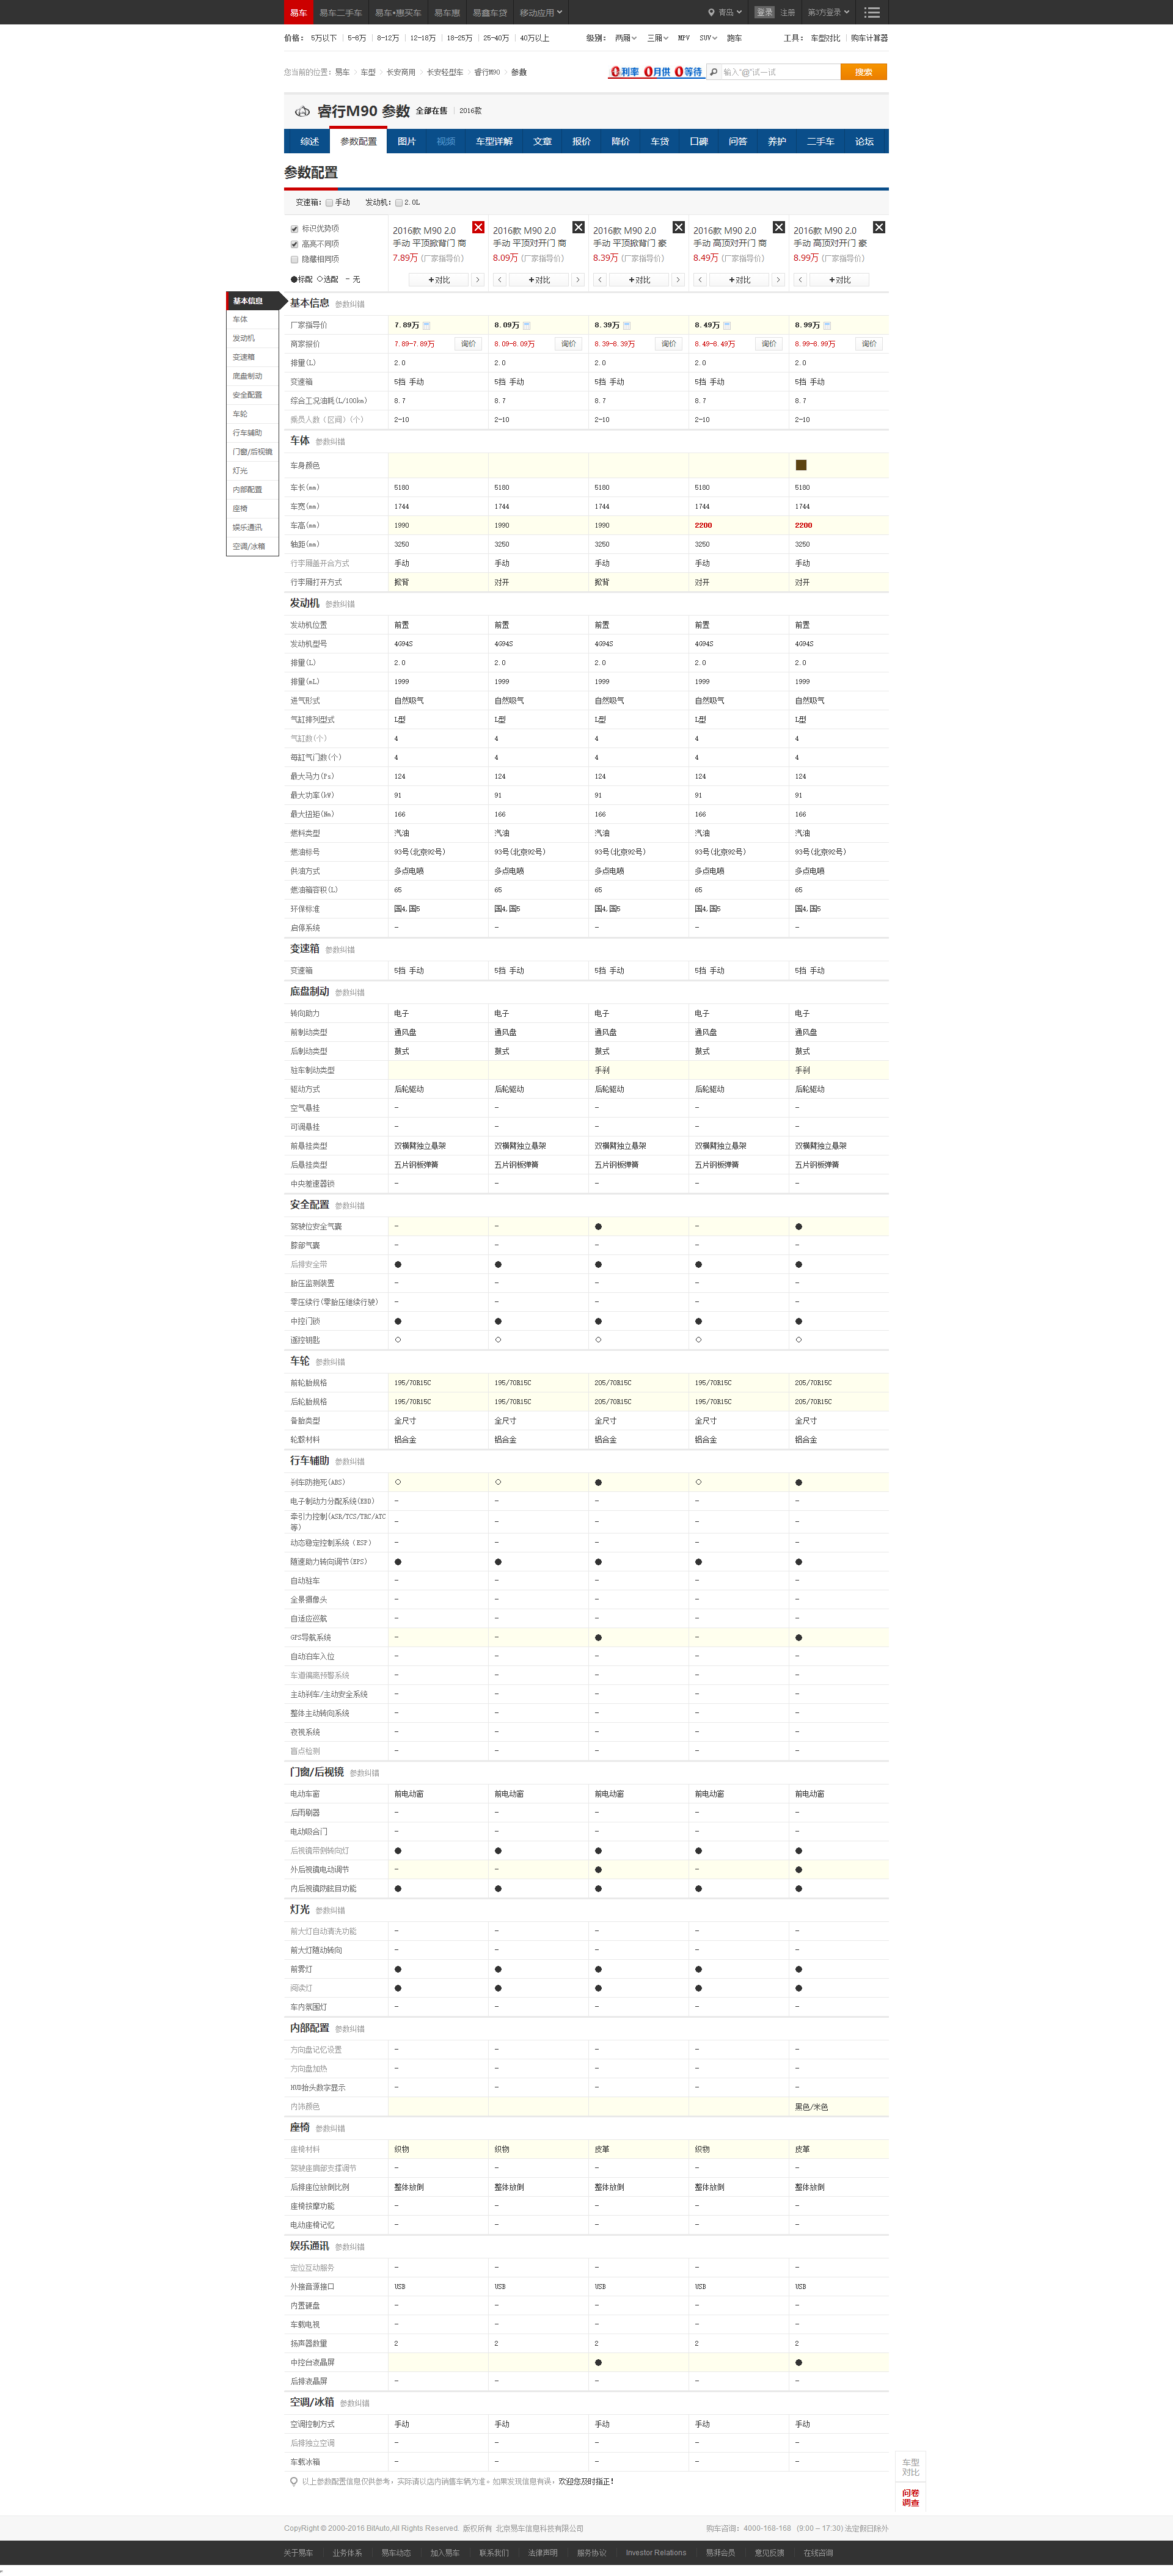 易车 易车二手车 易车·惠买车 易车惠 易鑫车贷 移动应用 青岛 登录 注册 第3方登录
价格: 5万以下 5-8万 8-12万 12-18万 18-25万 25-40万 40万以上 级别: 两厢 三厢 MPV SUV 跑车 工具: 车型对比 购车计算器
您当前的位置: 易车 车型 长安商用 长安轻型车 睿行M90 参数 0利率 0月供 0等待 输入"@"试一试 搜索
睿行M90 参数 全部在售 2016款
综述 参数配置 图片 视频 车型详解 文章 报价 降价 车贷 口碑 问答 养护 二手车 论坛
参数配置
变速箱: 手动 发动机: 2.0L
标识优势项 2016款 M90 2.0 2016款 M90 2.0 2016款 M90 2.0 2016款 M90 2.0 2016款 M90 2.0
高亮不同项 手动 平顶掀背门 商 手动 平顶对开门 商 手动 平顶掀背门 豪 手动 高顶对开门 商 手动 高顶对开门 豪
隐藏相同项 7.89万 (厂家指导价) 8.09万 (厂家指导价) 8.39万 (厂家指导价) 8.49万 (厂家指导价) 8.99万 (厂家指导价)
●标配 ○选配 - 无 +对比 > < +对比 > < +对比 > < +对比 > < +对比
基本信息
车体
发动机
变速箱
底盘制动
安全配置
车轮
行车辅助
门窗/后视镜
灯光
内部配置
座椅
娱乐通讯
空调/冰箱
基本信息 参数纠错
厂家指导价 7.89万 8.09万 8.39万 8.49万 8.99万
商家报价 7.89-7.89万 询价 8.09-8.09万 询价 8.39-8.39万 询价 8.49-8.49万 询价 8.99-8.99万 询价
排量(L) 2.0 2.0 2.0 2.0 2.0
变速箱 5挡 手动 5挡 手动 5挡 手动 5挡 手动 5挡 手动
综合工况油耗(L/100km) 8.7 8.7 8.7 8.7 8.7
乘员人数(区间)(个) 2-10 2-10 2-10 2-10 2-10
车体 参数纠错
车身颜色
车长(mm) 5180 5180 5180 5180 5180
车宽(mm) 1744 1744 1744 1744 1744
车高(mm) 1990 1990 1990 2200 2200
轴距(mm) 3250 3250 3250 3250 3250
行李厢盖开合方式 手动 手动 手动 手动 手动
行李厢打开方式 掀背 对开 掀背 对开 对开
发动机 参数纠错
发动机位置 前置 前置 前置 前置 前置
发动机型号 4G94S 4G94S 4G94S 4G94S 4G94S
排量(L) 2.0 2.0 2.0 2.0 2.0
排量(mL) 1999 1999 1999 1999 1999
进气形式 自然吸气 自然吸气 自然吸气 自然吸气 自然吸气
气缸排列型式 L型 L型 L型 L型 L型
气缸数(个) 4 4 4 4 4
每缸气门数(个) 4 4 4 4 4
最大马力(Ps) 124 124 124 124 124
最大功率(kW) 91 91 91 91 91
最大扭矩(Nm) 166 166 166 166 166
燃料类型 汽油 汽油 汽油 汽油 汽油
燃油标号 93号(北京92号) 93号(北京92号) 93号(北京92号) 93号(北京92号) 93号(北京92号)
供油方式 多点电喷 多点电喷 多点电喷 多点电喷 多点电喷
燃油箱容积(L) 65 65 65 65 65
环保标准 国4,国5 国4,国5 国4,国5 国4,国5 国4,国5
启停系统 - - - - -
变速箱 参数纠错
变速箱 5挡 手动 5挡 手动 5挡 手动 5挡 手动 5挡 手动
底盘制动 参数纠错
转向助力 电子 电子 电子 电子 电子
前制动类型 通风盘 通风盘 通风盘 通风盘 通风盘
后制动类型 鼓式 鼓式 鼓式 鼓式 鼓式
驻车制动类型 手刹 手刹
驱动方式 后轮驱动 后轮驱动 后轮驱动 后轮驱动 后轮驱动
空气悬挂 - - - - -
可调悬挂 - - - - -
前悬挂类型 双横臂独立悬架 双横臂独立悬架 双横臂独立悬架 双横臂独立悬架 双横臂独立悬架
后悬挂类型 五片钢板弹簧 五片钢板弹簧 五片钢板弹簧 五片钢板弹簧 五片钢板弹簧
中央差速器锁 - - - - -
安全配置 参数纠错
驾驶位安全气囊 - - ● - ●
膝部气囊 - - - - -
后排安全带 ● ● ● ● ●
胎压监测装置 - - - - -
零压续行(零胎压继续行驶) - - - - -
中控门锁 ● ● ● ● ●
遥控钥匙 ○ ○ ○ ○ ○
车轮 参数纠错
前轮胎规格 195/70R15C 195/70R15C 205/70R15C 195/70R15C 205/70R15C
后轮胎规格 195/70R15C 195/70R15C 205/70R15C 195/70R15C 205/70R15C
备胎类型 全尺寸 全尺寸 全尺寸 全尺寸 全尺寸
轮毂材料 铝合金 铝合金 铝合金 铝合金 铝合金
行车辅助 参数纠错
刹车防抱死(ABS) ○ ○ ● ○ ●
电子制动力分配系统(EBD) - - - - -
牵引力控制(ASR/TCS/TRC/ATC
等) - - - - -
动态稳定控制系统(ESP) - - - - -
随速助力转向调节(EPS) ● ● ● ● ●
自动驻车 - - - - -
全景摄像头 - - - - -
自适应巡航 - - - - -
GPS导航系统 - - ● - ●
自动泊车入位 - - - - -
车道偏离预警系统 - - - - -
主动刹车/主动安全系统 - - - - -
整体主动转向系统 - - - - -
夜视系统 - - - - -
盲点检测 - - - - -
门窗/后视镜 参数纠错
电动车窗 前电动窗 前电动窗 前电动窗 前电动窗 前电动窗
后雨刷器 - - - - -
电动吸合门 - - - - -
后视镜带侧转向灯 ● ● ● ● ●
外后视镜电动调节 - - ● - ●
内后视镜防眩目功能 ● ● ● ● ●
灯光 参数纠错
前大灯自动清洗功能 - - - - -
前大灯随动转向 - - - - -
前雾灯 ● ● ● ● ●
阅读灯 ● ● ● ● ●
车内氛围灯 - - - - -
内部配置 参数纠错
方向盘记忆设置 - - - - -
方向盘加热 - - - - -
HUD抬头数字显示 - - - - -
内饰颜色 黑色/米色
座椅 参数纠错
座椅材料 织物 织物 皮革 织物 皮革
驾驶座腰部支撑调节 - - - - -
后排座位放倒比例 整体放倒 整体放倒 整体放倒 整体放倒 整体放倒
座椅按摩功能 - - - - -
电动座椅记忆 - - - - -
娱乐通讯 参数纠错
定位互动服务 - - - - -
外接音源接口 USB USB USB USB USB
内置硬盘 - - - - -
车载电视 - - - - -
扬声器数量 2 2 2 2 2
中控台液晶屏 ● ●
后排液晶屏 - - - - -
空调/冰箱 参数纠错
空调控制方式 手动 手动 手动 手动 手动
后排独立空调 - - - - -
车载冰箱 - - - - -
以上参数配置信息仅供参考,实际请以店内销售车辆为准。如果发现信息有误,欢迎您及时指正!
车型
对比
问卷
调查
CopyRight © 2000-2016 BitAuto,All Rights Reserved. 版权所有 北京易车信息科技有限公司 购车咨询: 4000-168-168 (9:00 – 17:30) 法定假日除外
关于易车 业务体系 易车动态 加入易车 联系我们 法律声明 服务协议 Investor Relations 易湃会员 意见反馈 在线咨询